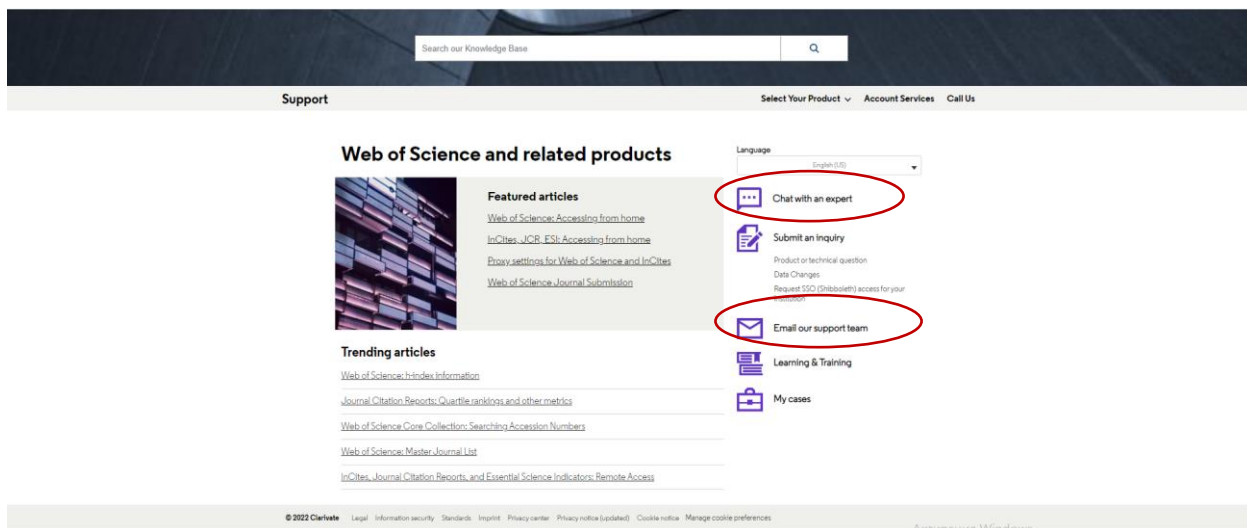 Search our Knowledge Base
Support
Select Your Product
Account Services
Call Us
Web of Science and related products
Featured articles
Web of Science: Accessing from home
InCites, JCR, ESI: Accessing from home
Proxy settings for Web of Science and InCites
Web of Science Journal Submission
Trending articles
Web of Science: h-index information
Journal Citation Reports: Quartile rankings and other metrics
Web of Science Core Collection: Searching Accession Numbers
Web of Science: Master Journal List
InCites, Journal Citation Reports, and Essential Science Indicators: Remote Access
Language
English (US)
Chat with an expert
Submit an inquiry
Product or technical question
Data Changes
Request SSO (Shibboleth) access for your
institution
Email our support team
Learning & Training
My cases
© 2022 Clarivate Legal Information security Standards Imprint Privacy center Privacy notice (updated) Cookie notice Manage cookie preferences